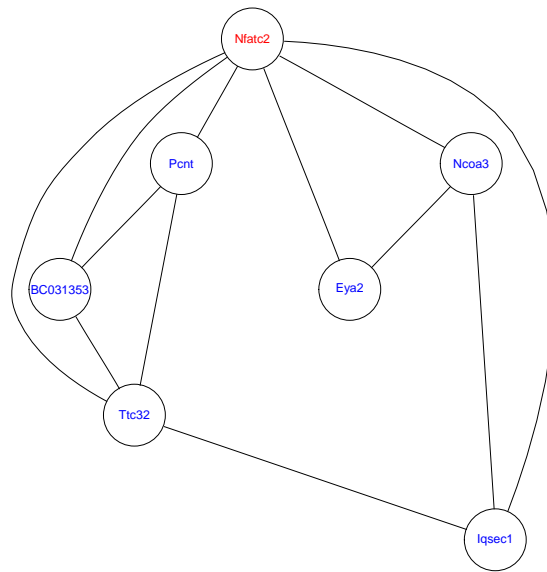 Nfatc2
Pcnt
Ncoa3
BC031353
Eya2
Ttc32
Iqsec1